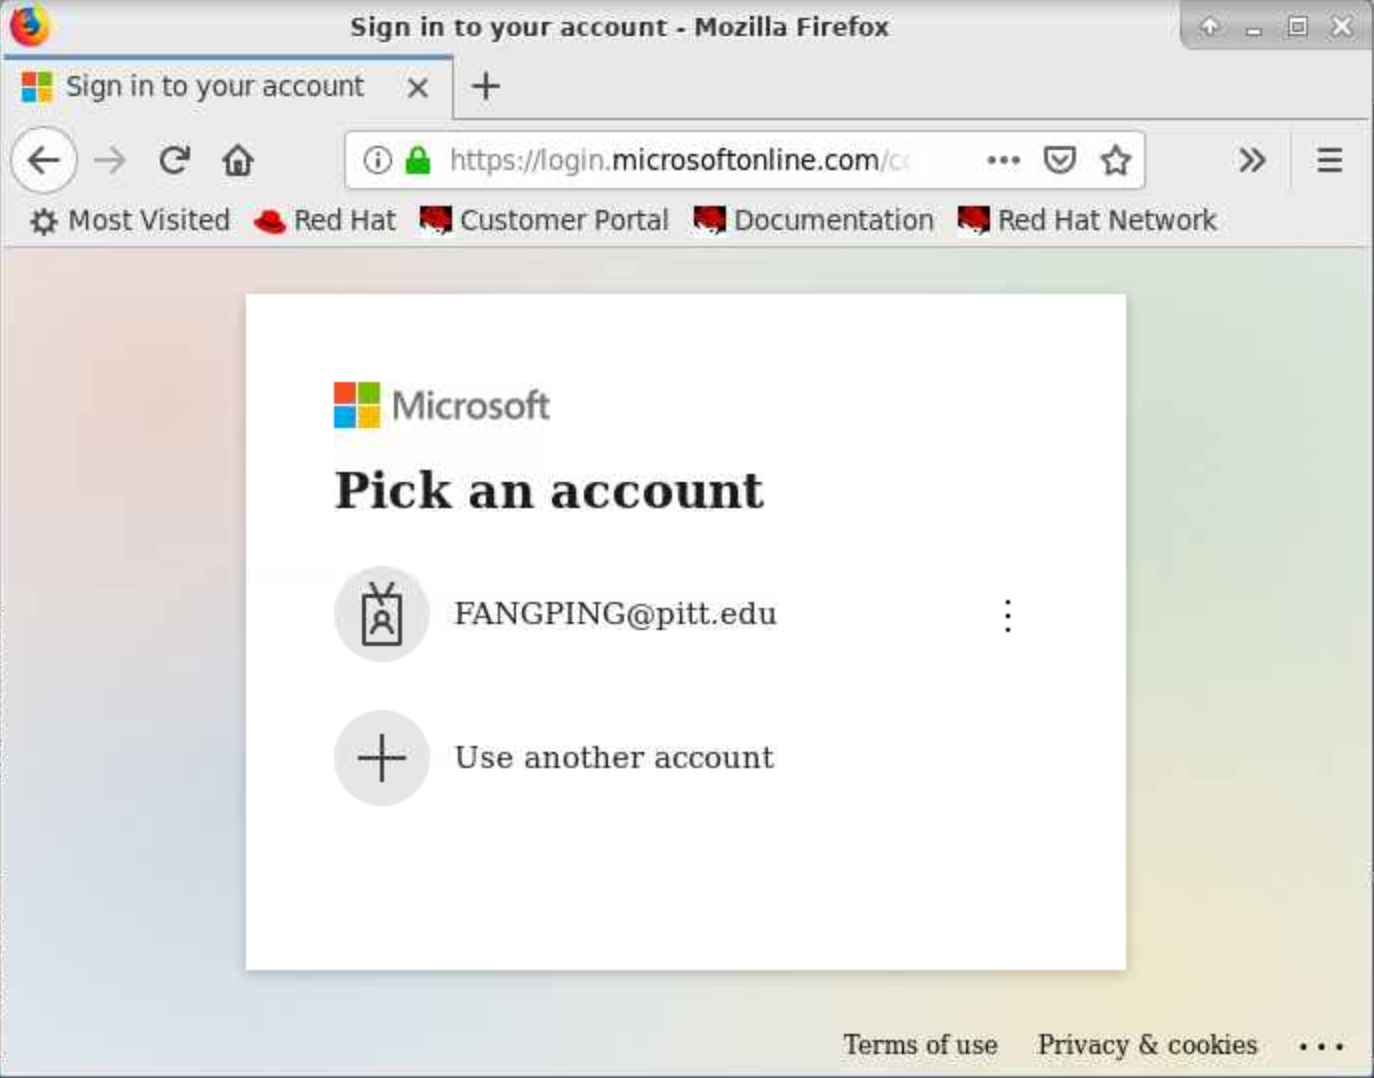 Sign in to your account - Mozilla Firefox
Sign in to your account
https://login.microsoftonline.com/
Most Visited Red Hat Customer Portal Documentation Red Hat Network
Microsoft
Pick an account
FANGPING@pitt.edu
Use another account
Terms of use Privacy & cookies